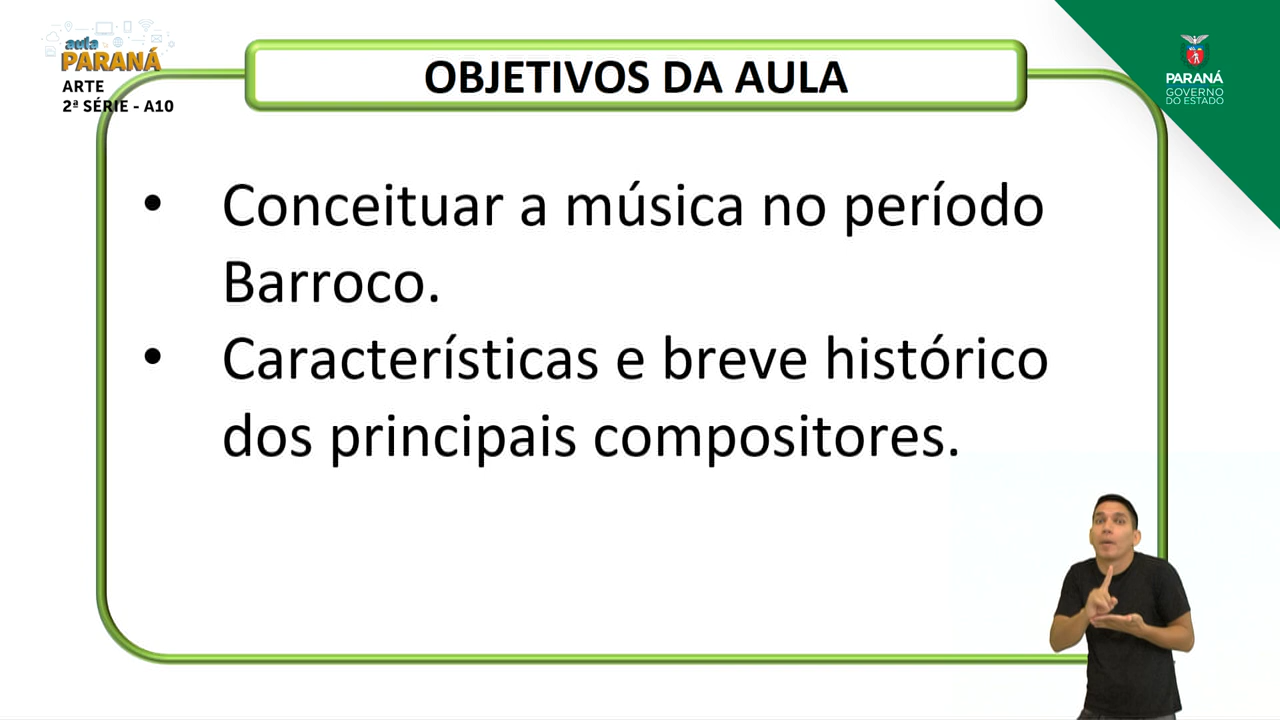 aula
PARANÁ
ARTE
2ª SÉRIE - A10
OBJETIVOS DA AULA
PARANÁ
GOVERNO
DO ESTADO
• Conceituar a música no período
Barroco.
• Características e breve histórico
dos principais compositores.